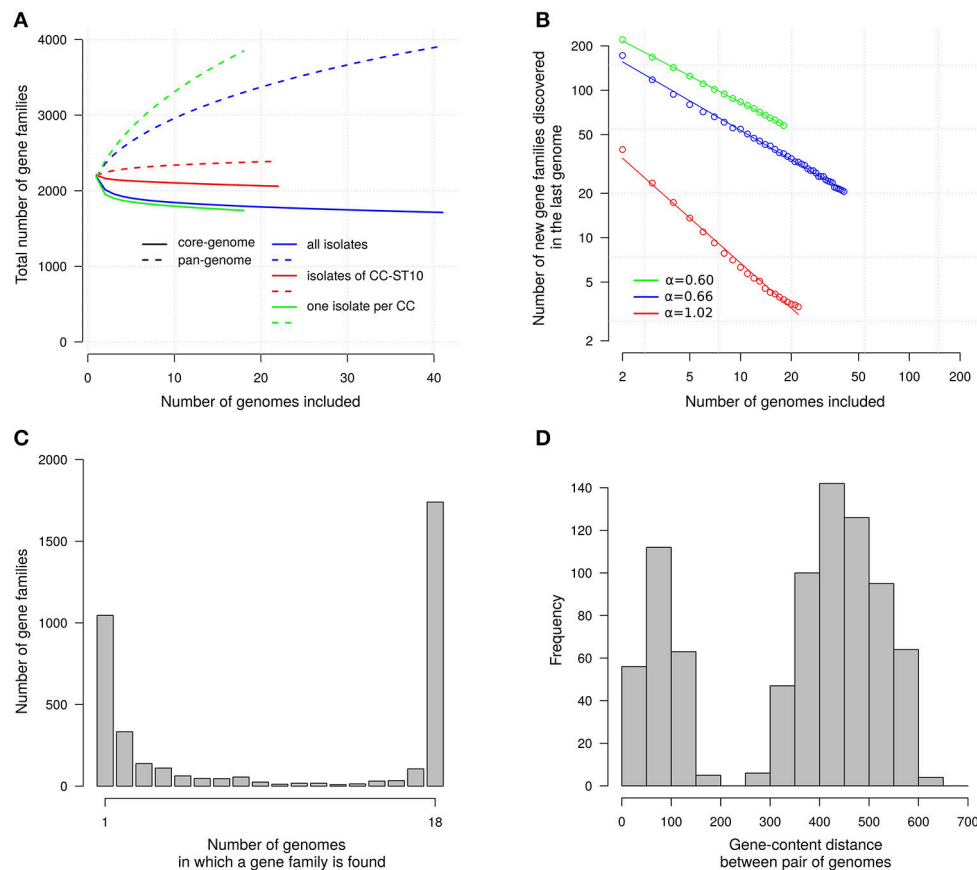 A
Total number of gene families
4000
3000
2000
1000
0
core-genome
pan-genome
all isolates
isolates of CC-ST10
one isolate per CC
0 10 20 30 40
Number of genomes included
B
Number of new gene families discovered
in the last genome
200
100
50
20
10
5
2
α=0.60
α=0.66
α=1.02
2 5 10 20 50 100 200
Number of genomes included
C
Number of gene families
2000
1500
1000
500
0
1 18
Number of genomes
in which a gene family is found
D
Frequency
140
120
100
80
60
40
20
0
0 100 200 300 400 500 600 700
Gene-content distance
between pair of genomes